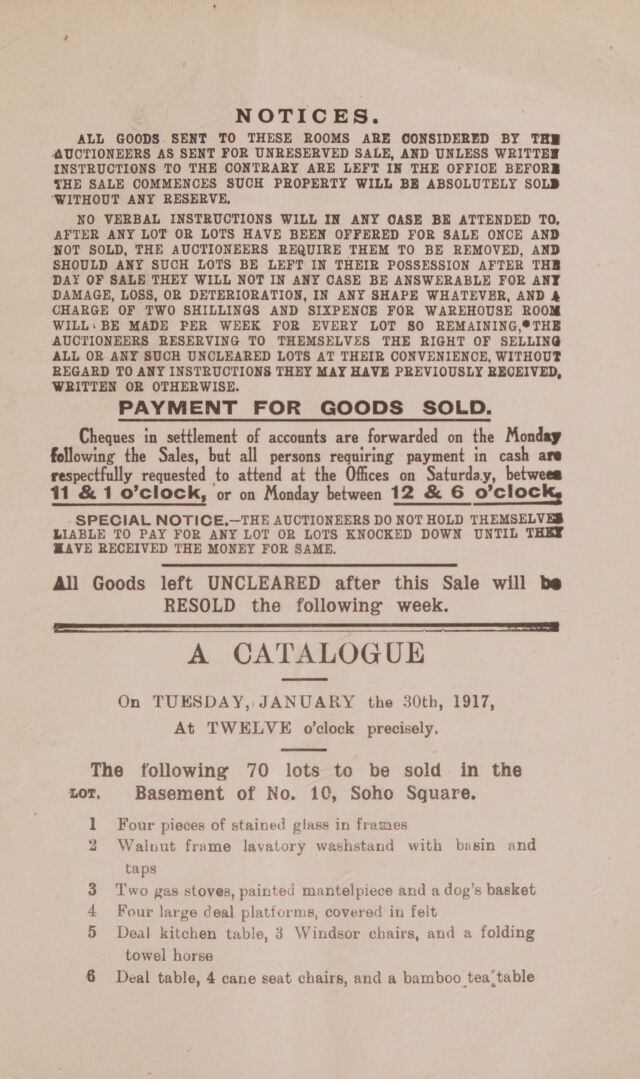 NOTICES.
ALL GOODS SENT TO THESE ROOMS ARE CONSIDERED BY THE
AUCTIONEERS AS SENT FOR UNRESERVED SALE, AND UNLESS WRITTEN
INSTRUCTIONS TO THE CONTRARY ARE LEFT IN THE OFFICE BEFORE
THE SALE COMMENCES SUCH PROPERTY WILL BE ABSOLUTELY SOLD
WITHOUT ANY RESERVE.
NO VERBAL INSTRUCTIONS WILL IN ANY CASE BE ATTENDED TO.
AFTER ANY LOT OR LOTS HAVE BEEN OFFERED FOR SALE ONCE AND
NOT SOLD, THE AUCTIONEERS REQUIRE THEM TO BE REMOVED, AND
SHOULD ANY SUCH LOTS BE LEFT IN THEIR POSSESSION AFTER THE
DAY OF SALE THEY WILL NOT IN ANY CASE BE ANSWERABLE FOR ANY
DAMAGE, LOSS, OR DETERIORATION, IN ANY SHAPE WHATEVER, AND A
CHARGE OF TWO SHILLINGS AND SIXPENCE FOR WAREHOUSE ROOM
WILL BE MADE PER WEEK FOR EVERY LOT SO REMAINING, THE
AUCTIONEERS RESERVING TO THEMSELVES THE RIGHT OF SELLING
ALL OR ANY SUCH UNCLEARED LOTS AT THEIR CONVENIENCE, WITHOUT
REGARD TO ANY INSTRUCTIONS THEY MAY HAVE PREVIOUSLY RECEIVED,
WRITTEN OR OTHERWISE.
PAYMENT FOR GOODS SOLD.
Cheques in settlement of accounts are forwarded on the Monday
following the Sales, but all persons requiring payment in cash are
respectfully requested to attend at the Offices on Saturday, between
11 & 1 o'clock, or on Monday between 12 & 6 o'clock,
SPECIAL NOTICE.—THE AUCTIONEERS DO NOT HOLD THEMSELVES
LIABLE TO PAY FOR ANY LOT OR LOTS KNOCKED DOWN UNTIL THEY
HAVE RECEIVED THE MONEY FOR SAME.
All Goods left UNCLEARED after this Sale will be
RESOLD the following week.
A CATALOGUE
On TUESDAY, JANUARY the 30th, 1917,
At TWELVE o'clock precisely.
The following 70 lots to be sold in the
LOT. Basement of No. 10, Soho Square.
1 Four pieces of stained glass in frames
2 Walnut frame lavatory washstand with basin and
taps
3 Two gas stoves, painted mantelpiece and a dog's basket
4 Four large deal platforms, covered in felt
5 Deal kitchen table, 3 Windsor chairs, and a folding
towel horse
6 Deal table, 4 cane seat chairs, and a bamboo tea table